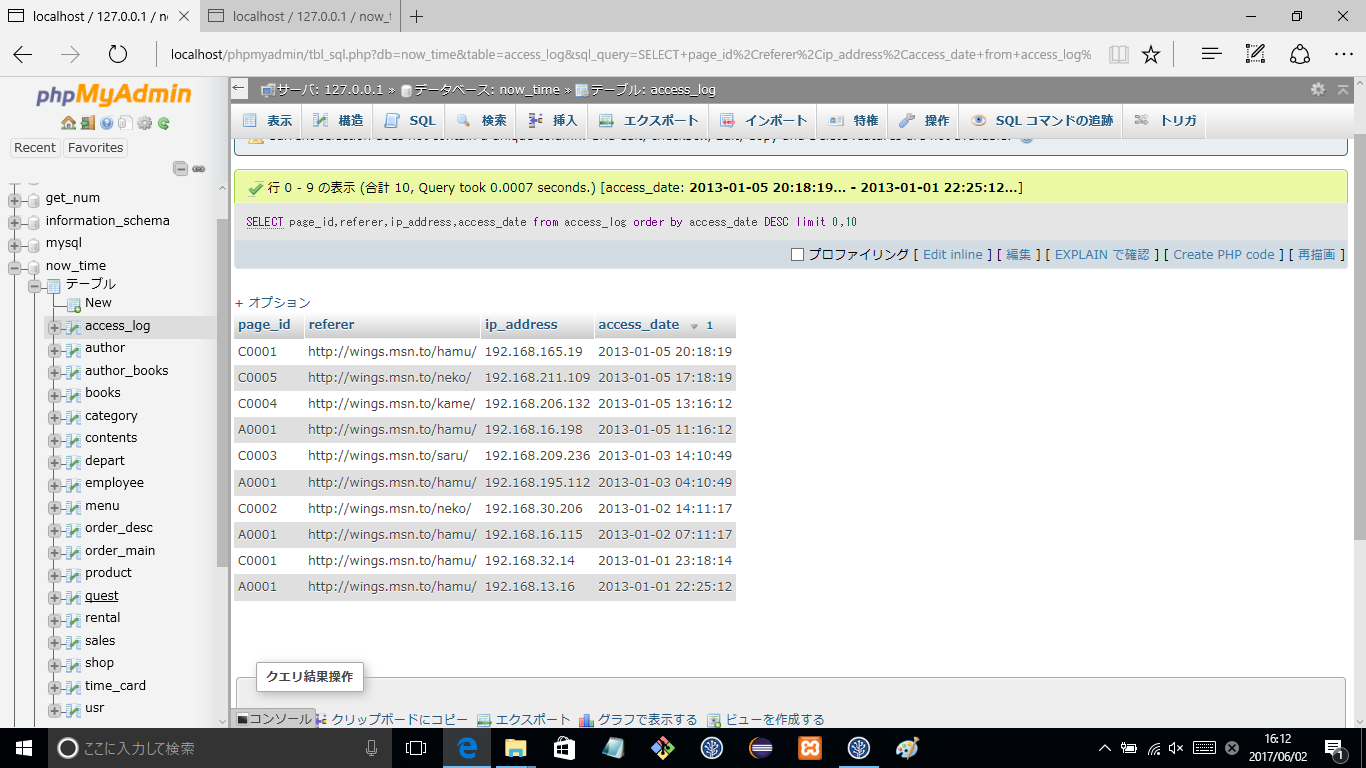 localhost / 127.0.0.1 / n
localhost / 127.0.0.1 / now_t
localhost/phpmyadmin/tbl_sql.php?db=now_time&table=access_log&sql_query=SELECT+page_id%2Creferer%2Cip_address%2Caccess_date+from+access_log%
phpMyAdmin
Recent Favorites
get_num
information_schema
mysql
now_time
テーブル
New
access_log
author
author_books
books
category
contents
depart
employee
menu
order_desc
order_main
product
quest
rental
sales
shop
time_card
usr
サーバ: 127.0.0.1 » データベース: now_time » テーブル: access_log
表示 構造 SQL 検索 挿入 エクスポート インポート 特権 操作 SQL コマンドの追跡 トリガ
行 0 - 9 の表示 (合計 10, Query took 0.0007 seconds.) [access_date: 2013-01-05 20:18:19... - 2013-01-01 22:25:12...]
SELECT page_id,referer,ip_address,access_date from access_log order by access_date DESC limit 0,10
プロファイリング [ Edit inline ] [ 編集 ] [ EXPLAIN で確認 ] [ Create PHP code ] [ 再描画 ]
+ オプション
page_id referer ip_address access_date 1
C0001 http://wings.msn.to/hamu/ 192.168.165.19 2013-01-05 20:18:19
C0005 http://wings.msn.to/neko/ 192.168.211.109 2013-01-05 17:18:19
C0004 http://wings.msn.to/kame/ 192.168.206.132 2013-01-05 13:16:12
A0001 http://wings.msn.to/hamu/ 192.168.16.198 2013-01-05 11:16:12
C0003 http://wings.msn.to/saru/ 192.168.209.236 2013-01-03 14:10:49
A0001 http://wings.msn.to/hamu/ 192.168.195.112 2013-01-03 04:10:49
C0002 http://wings.msn.to/neko/ 192.168.30.206 2013-01-02 14:11:17
A0001 http://wings.msn.to/hamu/ 192.168.16.115 2013-01-02 07:11:17
C0001 http://wings.msn.to/hamu/ 192.168.32.14 2013-01-01 23:18:14
A0001 http://wings.msn.to/hamu/ 192.168.13.16 2013-01-01 22:25:12
クエリ結果操作
コンソール クリップボードにコピー エクスポート グラフで表示する ビューを作成する
ここに入力して検索
16:12
2017/06/02
1